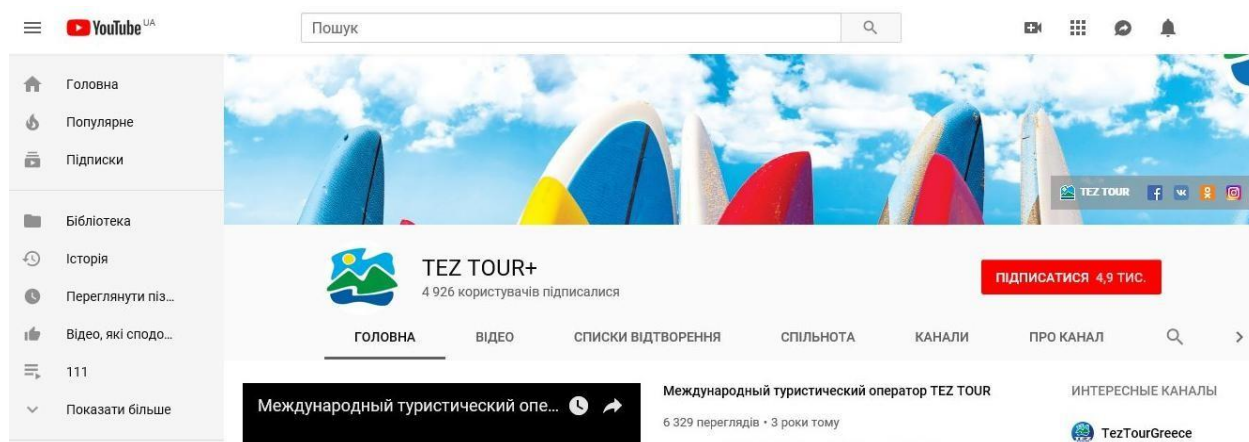 YouTube UA
Пошук
Головна
Популярне
Підписки
Бібліотека
Історія
Переглянути піз...
Відео, які сподо...
111
Показати більше
TEZ TOUR
TEZ TOUR+
4 926 користувачів підписалися
ПІДПИСАТИСЯ 4,9 ТИС.
ГОЛОВНА ВІДЕО СПИСКИ ВІДТВОРЕННЯ СПІЛЬНОТА КАНАЛИ ПРО КАНАЛ
Международный туристический опе...
Международный туристический оператор TEZ TOUR
6 329 переглядів • 3 роки тому
ИНТЕРЕСНЫЕ КАНАЛЫ
TezTourGreece